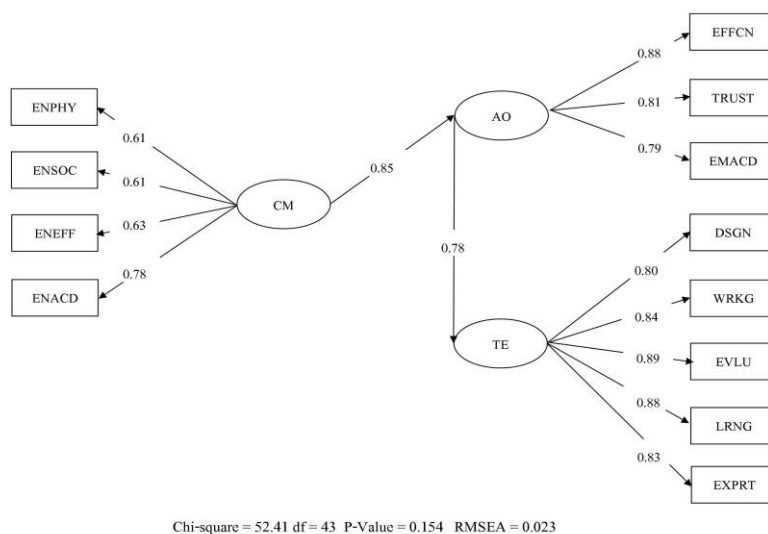 EFFCN
0.88
ENPHY
TRUST
AO
0.81
0.61
0.79
EMACD
ENSOC
0.85
0.61
CM
DSGN
ENEFF
0.63
0.78
0.80
0.78
WRKG
ENACD
0.84
TE
EVLU
0.89
0.88
LRNG
0.83
EXPRT
Chi-square = 52.41 df = 43 P-Value = 0.154 RMSEA = 0.023